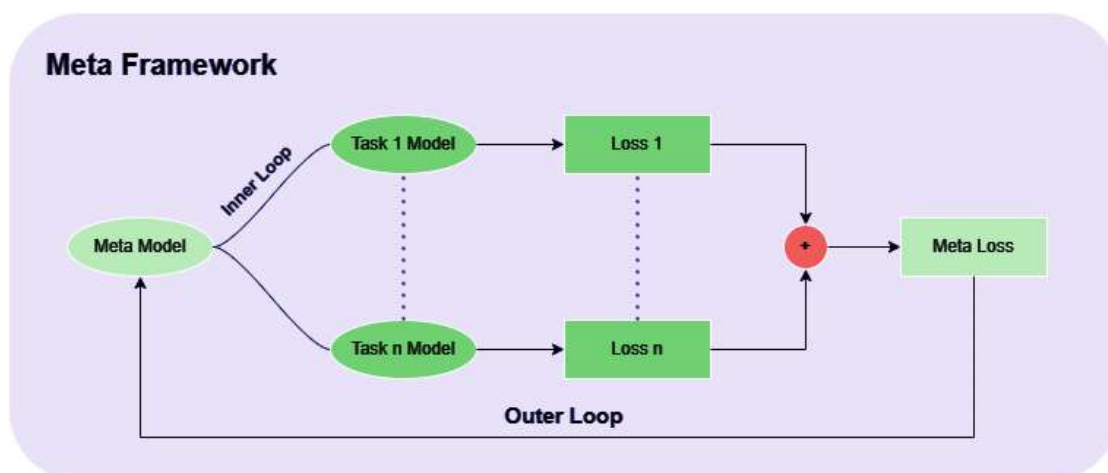 Meta Framework
Inner Loop
Task 1 Model
Loss 1
Meta Model
+
Meta Loss
Task n Model
Loss n
Outer Loop